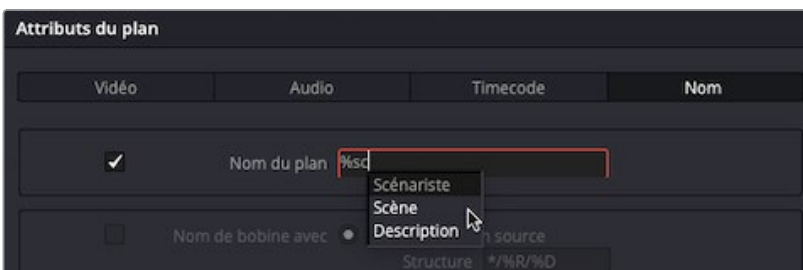 Attributs du plan
Vidéo Audio Timecode Nom
Nom du plan %sc
Scénariste
Scène
Description
Nom de bobine avec source
Structure */%R/%D